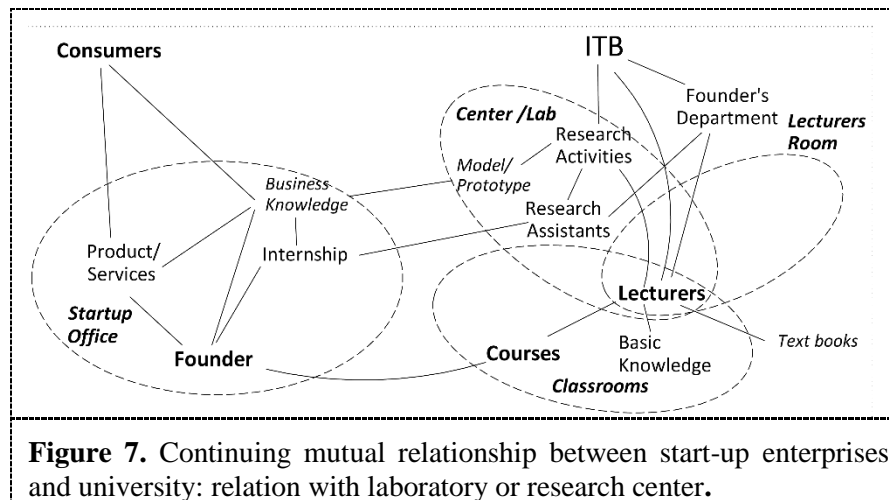 Consumers
ITB
Founder's
Department
Lecturers
Room
Center /Lab
Research
Activities
Model/
Prototype
Business
Knowledge
Research
Assistants
Product/
Services
Internship
Startup
Office
Founder
Lecturers
Courses
Basic
Knowledge
Text books
Classrooms
Figure 7. Continuing mutual relationship between start-up enterprises
and university: relation with laboratory or research center.